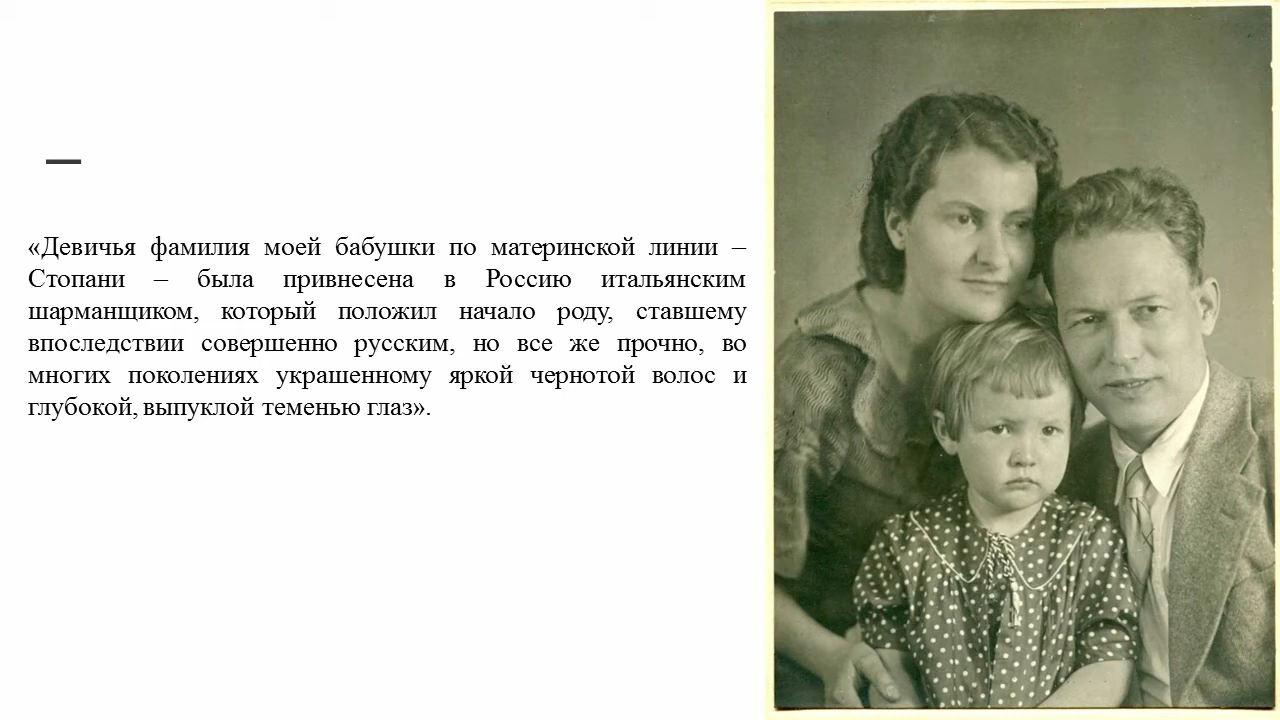 «Девичья фамилия моей бабушки по материнской линии –
Стопани – была привнесена в Россию итальянским
шарманщиком, который положил начало роду, ставшему
впоследствии совершенно русским, но все же прочно, во
многих поколениях украшенному яркой чернотой волос и
глубокой, выпуклой теменью глаз».